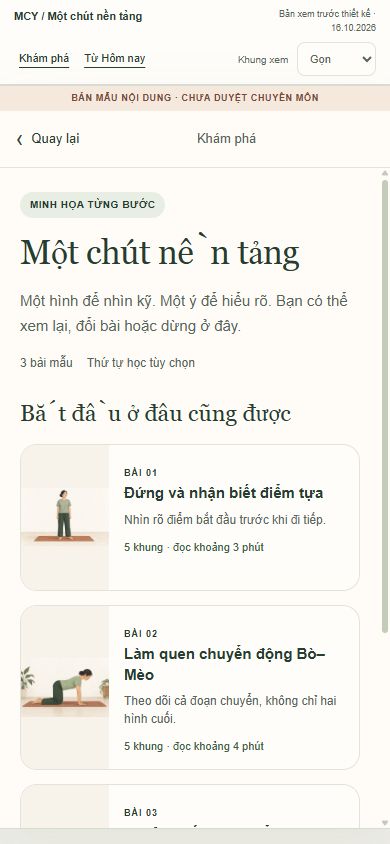 MCY / Một chút nền tảng
Bản xem trước thiết kế ·
16.10.2026
Khám phá Từ Hôm nay
Khung xem Gọn
BẢN MẪU NỘI DUNG · CHƯA DUYỆT CHUYÊN MÔN
‹ Quay lại
Khám phá
MINH HỌA TỪNG BƯỚC
Một chút nền tảng
Một hình để nhìn kỹ. Một ý để hiểu rõ. Bạn có thể
xem lại, đổi bài hoặc dừng ở đây.
3 bài mẫu Thứ tự học tùy chọn
Bắt đầu ở đâu cũng được
BÀI 01
Đứng và nhận biết điểm tựa
Nhìn rõ điểm bắt đầu trước khi đi tiếp.
5 khung · đọc khoảng 3 phút
BÀI 02
Làm quen chuyển động Bò–
Mèo
Theo dõi cả đoạn chuyển, không chỉ hai
hình cuối.
5 khung · đọc khoảng 4 phút
BÀI 03